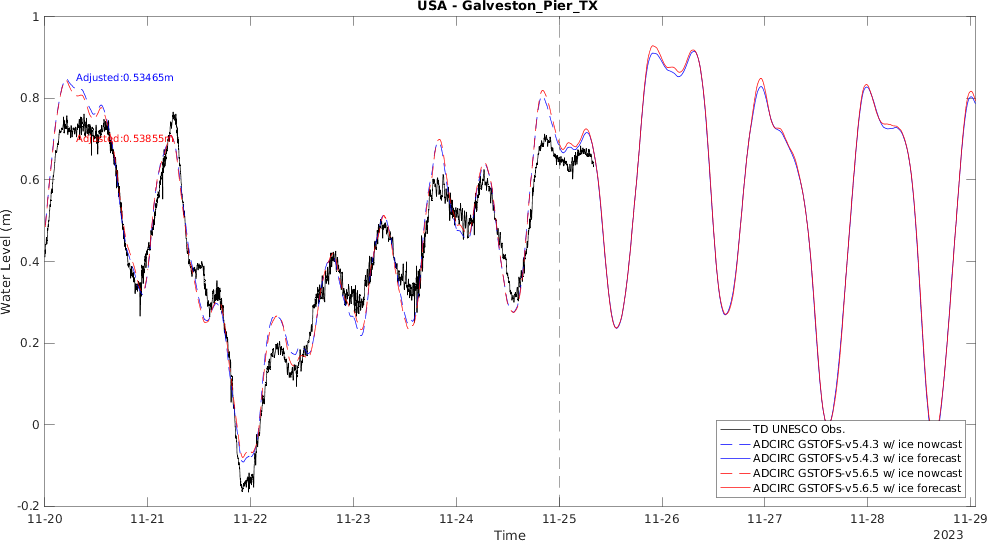 USA - Galveston_Pier_TX
1
0.8
0.6
0.4
0.2
0
-0.2
Water Level (m)
Adjusted:0.53465m
Adjusted:0.53855m
TD UNESCO Obs.
ADCIRC GSTOFS-v5.4.3 w/ ice nowcast
ADCIRC GSTOFS-v5.4.3 w/ ice forecast
ADCIRC GSTOFS-v5.6.5 w/ ice nowcast
ADCIRC GSTOFS-v5.6.5 w/ ice forecast
11-20 11-21 11-22 11-23 11-24 11-25 11-26 11-27 11-28 11-29
Time
2023